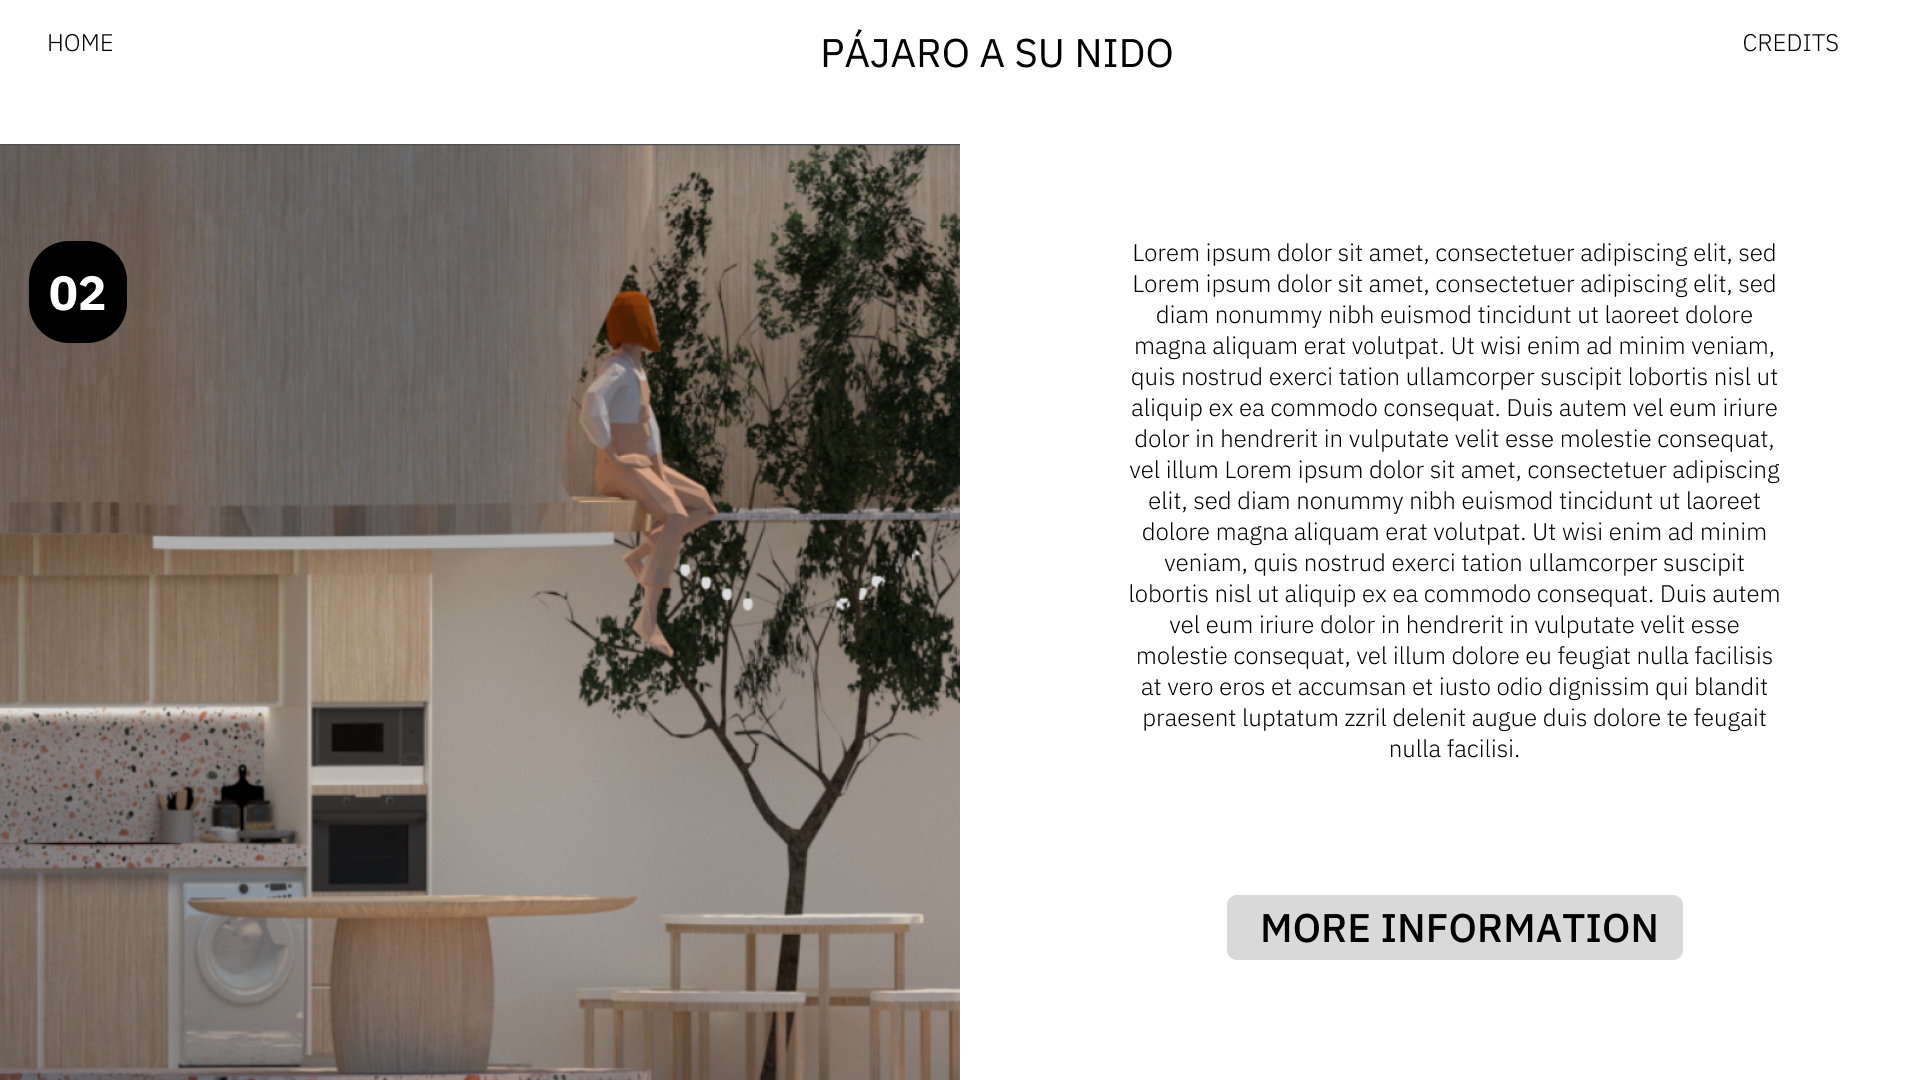 HOME
PÁJARO A SU NIDO
CREDITS
02
Lorem ipsum dolor sit amet, consectetuer adipiscing elit, sed
Lorem ipsum dolor sit amet, consectetuer adipiscing elit, sed
diam nonummy nibh euismod tincidunt ut laoreet dolore
magna aliquam erat volutpat. Ut wisi enim ad minim veniam,
quis nostrud exerci tation ullamcorper suscipit lobortis nisl ut
aliquip ex ea commodo consequat. Duis autem vel eum iriure
dolor in hendrerit in vulputate velit esse molestie consequat,
vel illum Lorem ipsum dolor sit amet, consectetuer adipiscing
elit, sed diam nonummy nibh euismod tincidunt ut laoreet
dolore magna aliquam erat volutpat. Ut wisi enim ad minim
veniam, quis nostrud exerci tation ullamcorper suscipit
lobortis nisl ut aliquip ex ea commodo consequat. Duis autem
vel eum iriure dolor in hendrerit in vulputate velit esse
molestie consequat, vel illum dolore eu feugiat nulla facilisis
at vero eros et accumsan et iusto odio dignissim qui blandit
praesent luptatum zzril delenit augue duis dolore te feugait
nulla facilisi.
MORE INFORMATION